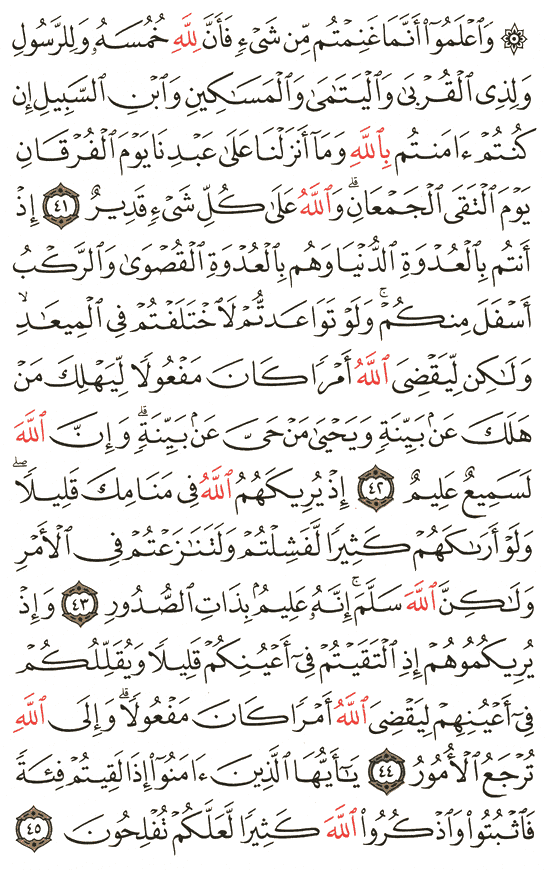 ۞ وَٱعۡلَمُوٓاْ أَنَّمَا غَنِمۡتُم مِّن شَيۡءٖ فَأَنَّ لِلَّهِ خُمُسَهُۥ وَلِلرَّسُولِ
وَلِذِي ٱلۡقُرۡبَىٰ وَٱلۡيَتَٰمَىٰ وَٱلۡمَسَٰكِينِ وَٱبۡنِ ٱلسَّبِيلِ إِن
كُنتُمۡ ءَامَنتُم بِٱللَّهِ وَمَآ أَنزَلۡنَا عَلَىٰ عَبۡدِنَا يَوۡمَ ٱلۡفُرۡقَانِ
يَوۡمَ ٱلۡتَقَى ٱلۡجَمۡعَانِۗ وَٱللَّهُ عَلَىٰ كُلِّ شَيۡءٖ قَدِيرٌ ٤١ إِذۡ
أَنتُم بِٱلۡعُدۡوَةِ ٱلدُّنۡيَا وَهُم بِٱلۡعُدۡوَةِ ٱلۡقُصۡوَىٰ وَٱلرَّكۡبُ
أَسۡفَلَ مِنكُمۡۚ وَلَوۡ تَوَاعَدتُّمۡ لَٱخۡتَلَفۡتُمۡ فِي ٱلۡمِيعَٰدِۙ
وَلَٰكِن لِّيَقۡضِيَ ٱللَّهُ أَمۡرٗا كَانَ مَفۡعُولٗا لِّيَهۡلِكَ مَنۡ
هَلَكَ عَنۢ بَيِّنَةٖ وَيَحۡيَىٰ مَنۡ حَيَّ عَنۢ بَيِّنَةٖۗ وَإِنَّ ٱللَّهَ
لَسَمِيعٌ عَلِيمٌ ٤٢ إِذۡ يُرِيكَهُمُ ٱللَّهُ فِي مَنَامِكَ قَلِيلٗاۖ
وَلَوۡ أَرَىٰكَهُمۡ كَثِيرٗا لَّفَشِلۡتُمۡ وَلَتَنَٰزَعۡتُمۡ فِي ٱلۡأَمۡرِ
وَلَٰكِنَّ ٱللَّهَ سَلَّمَۚ إِنَّهُۥ عَلِيمُۢ بِذَاتِ ٱلصُّدُورِ ٤٣ وَإِذۡ
يُرِيكُمُوهُمۡ إِذِ ٱلۡتَقَيۡتُمۡ فِيٓ أَعۡيُنِكُمۡ قَلِيلٗا وَيُقَلِّلُكُمۡ
فِيٓ أَعۡيُنِهِمۡ لِيَقۡضِيَ ٱللَّهُ أَمۡرٗا كَانَ مَفۡعُولٗاۗ وَإِلَى ٱللَّهِ
تُرۡجَعُ ٱلۡأُمُورُ ٤٤ يَٰٓأَيُّهَا ٱلَّذِينَ ءَامَنُوٓاْ إِذَا لَقِيتُمۡ فِئَةٗ
فَٱثۡبُتُواْ وَٱذۡكُرُواْ ٱللَّهَ كَثِيرٗا لَّعَلَّكُمۡ تُفۡلِحُونَ ٤٥